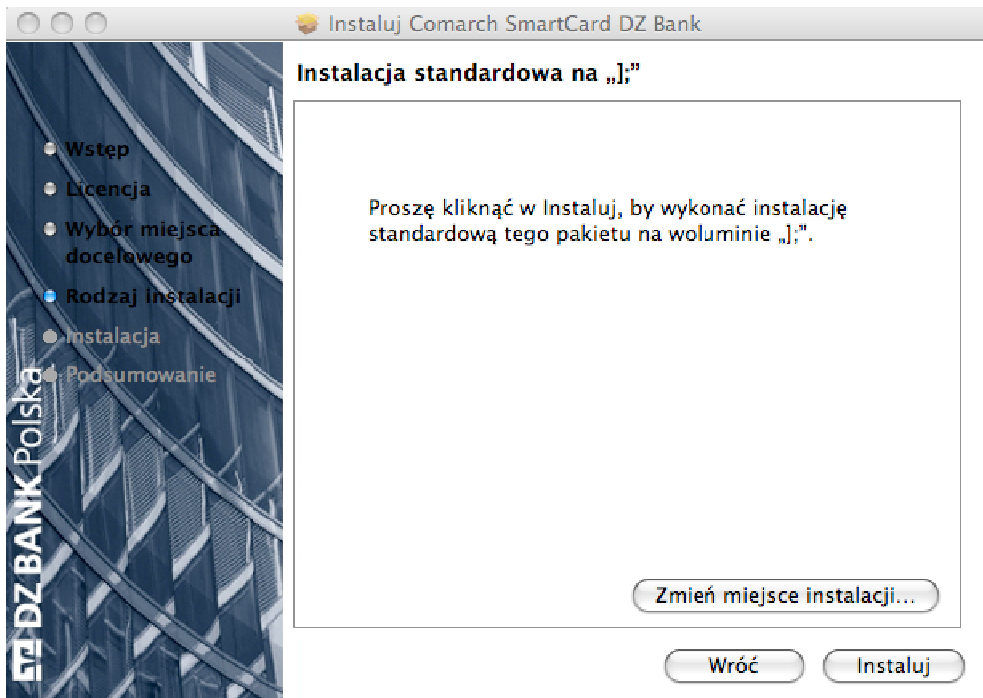 Instaluj Comarch SmartCard DZ Bank
Instalacja standardowa na „];”
Wstęp
Licencja
Wybór miejsca
docelowego
Rodzaj instalacji
Instalacja
Podsumowanie
DZ BANK Polska
Proszę kliknąć w Instaluj, by wykonać instalację
standardową tego pakietu na woluminie „];”.
Zmień miejsce instalacji...
Wróć
Instaluj